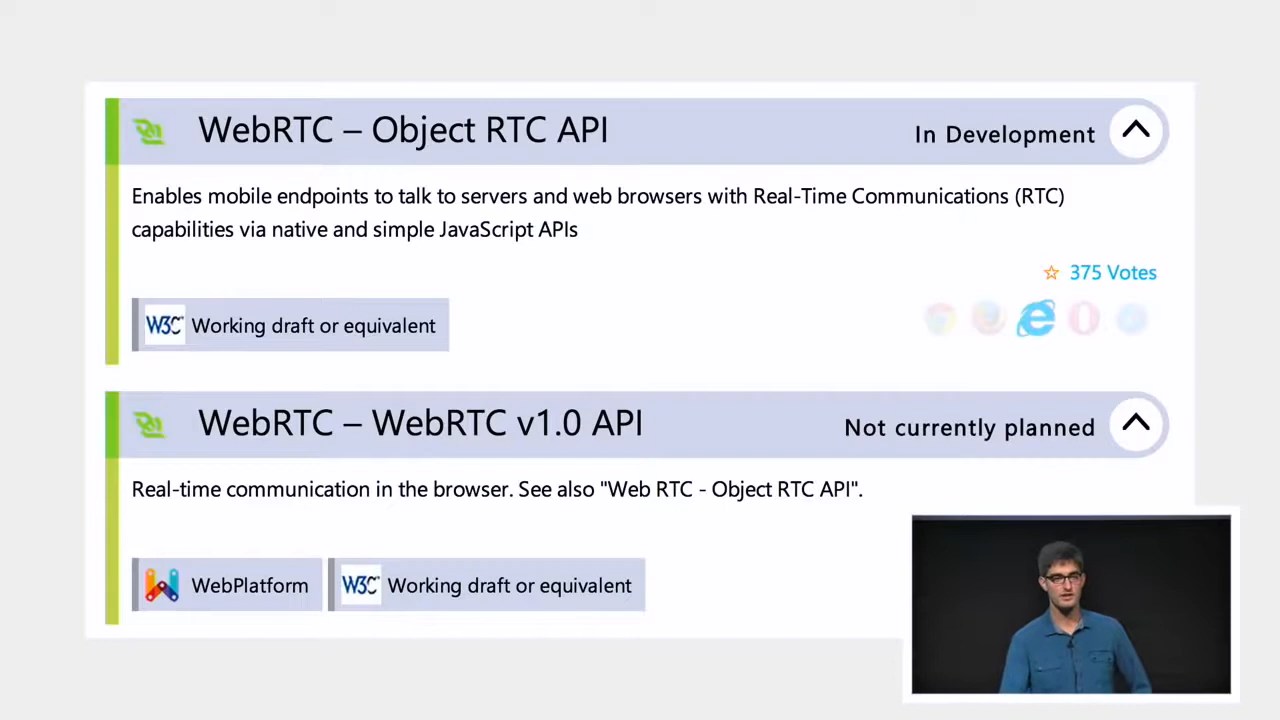 WebRTC – Object RTC API
In Development
Enables mobile endpoints to talk to servers and web browsers with Real-Time Communications (RTC)
capabilities via native and simple JavaScript APIs
375 Votes
W3C Working draft or equivalent
WebRTC – WebRTC v1.0 API
Not currently planned
Real-time communication in the browser. See also "Web RTC - Object RTC API".
WebPlatform
W3C Working draft or equivalent